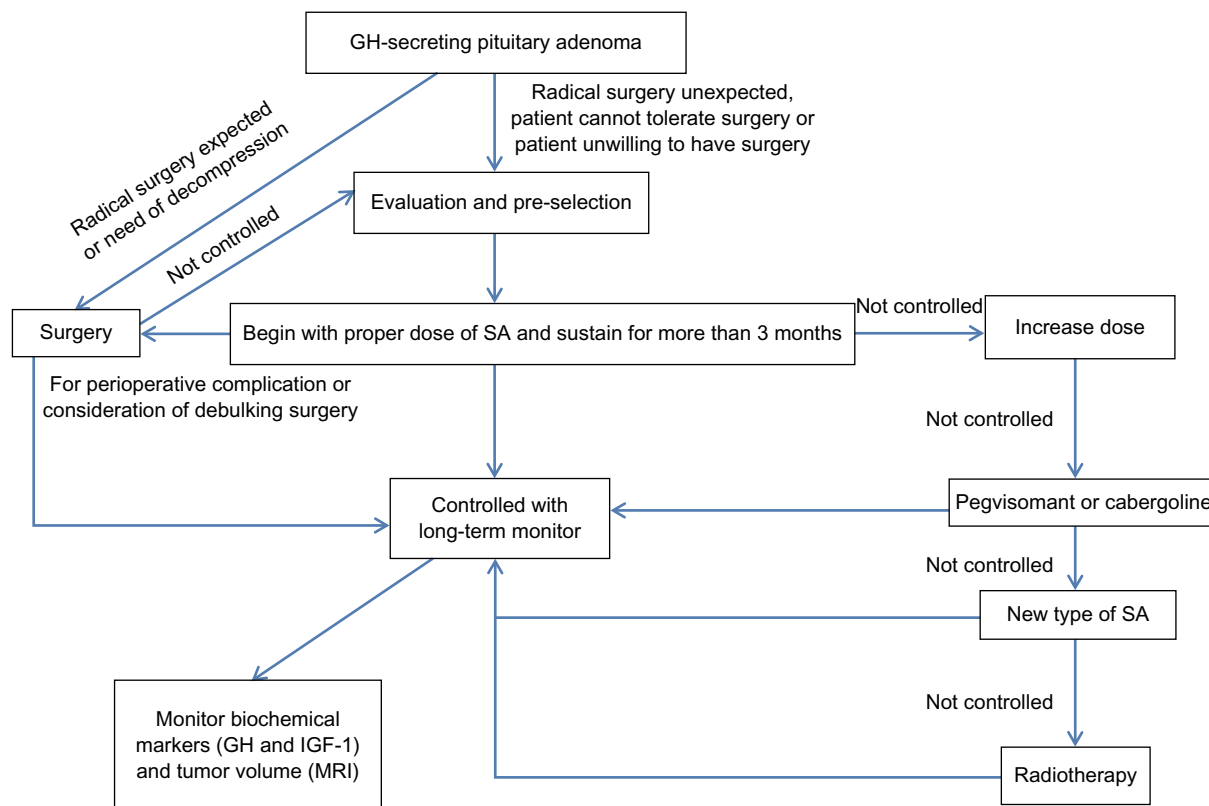 GH-secreting pituitary adenoma
Radical surgery unexpected,
patient cannot tolerate surgery or
patient unwilling to have surgery
Radical surgery expected
or need of decompression
Not controlled
Evaluation and pre-selection
Surgery
Begin with proper dose of SA and sustain for more than 3 months
Not controlled
Increase dose
For perioperative complication or
consideration of debulking surgery
Not controlled
Controlled with
long-term monitor
Pegvisomant or cabergoline
Not controlled
New type of SA
Not controlled
Monitor biochemical
markers (GH and IGF-1)
and tumor volume (MRI)
Radiotherapy